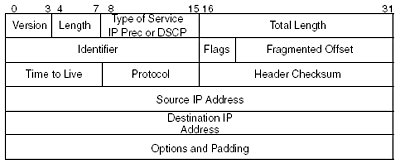 0 3 4 7 8 15 16 31
Version Length Type of Service Total Length
IP Prec or DSCP
Identifier Flags Fragmented Offset
Time to Live Protocol Header Checksum
Source IP Address
Destination IP
Address
Options and Padding